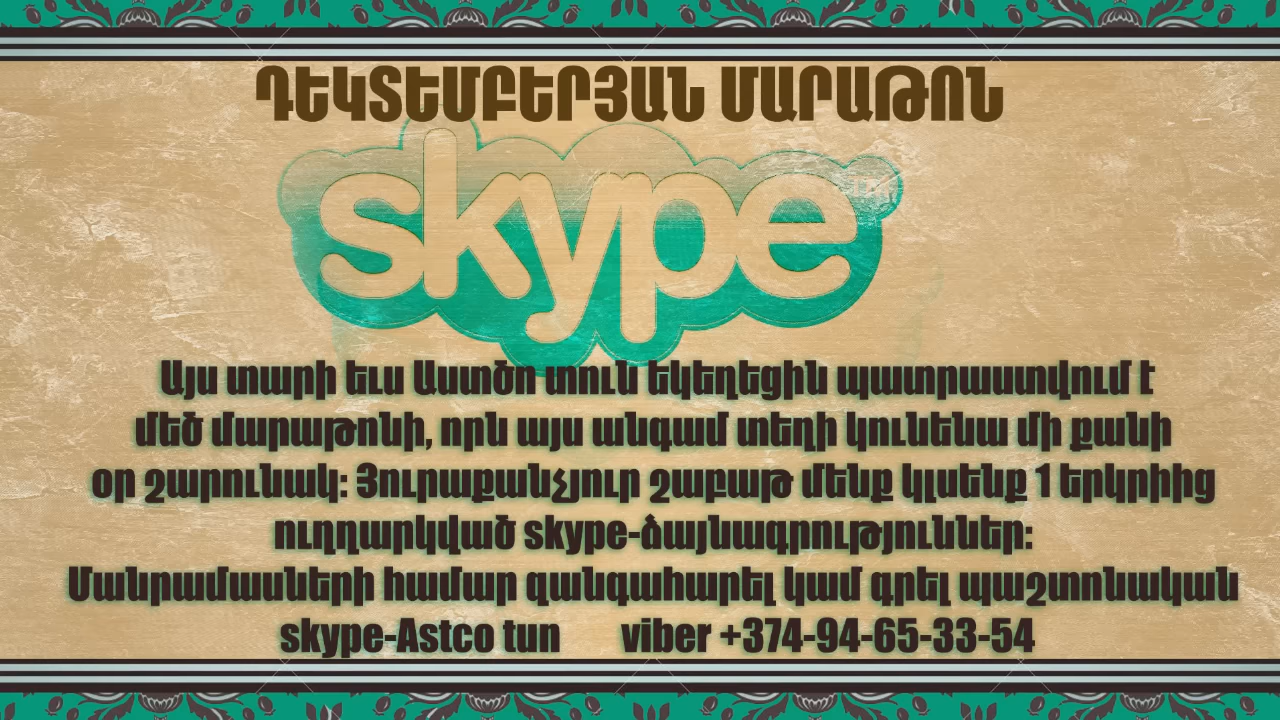 ԴԵԿՏԵՄԲԵՐՅԱՆ ՄԱՐԱԹՈՆ
skype
Այս տարի եւս Աստծո տուն եկեղեցին պատրաստվում է
մեծ մարաթոնի, որն այս անգամ տեղի կունենա մի քանի
օր շարունակ: Յուրաքանչյուր շաբաթ մենք կլսենք 1 երկրիից
ուղղարկված skype-ձայնագրություններ:
Մանրամասների համար զանգահարել կամ գրել պաշտոնական
skype-Astco tun viber +374-94-65-33-54